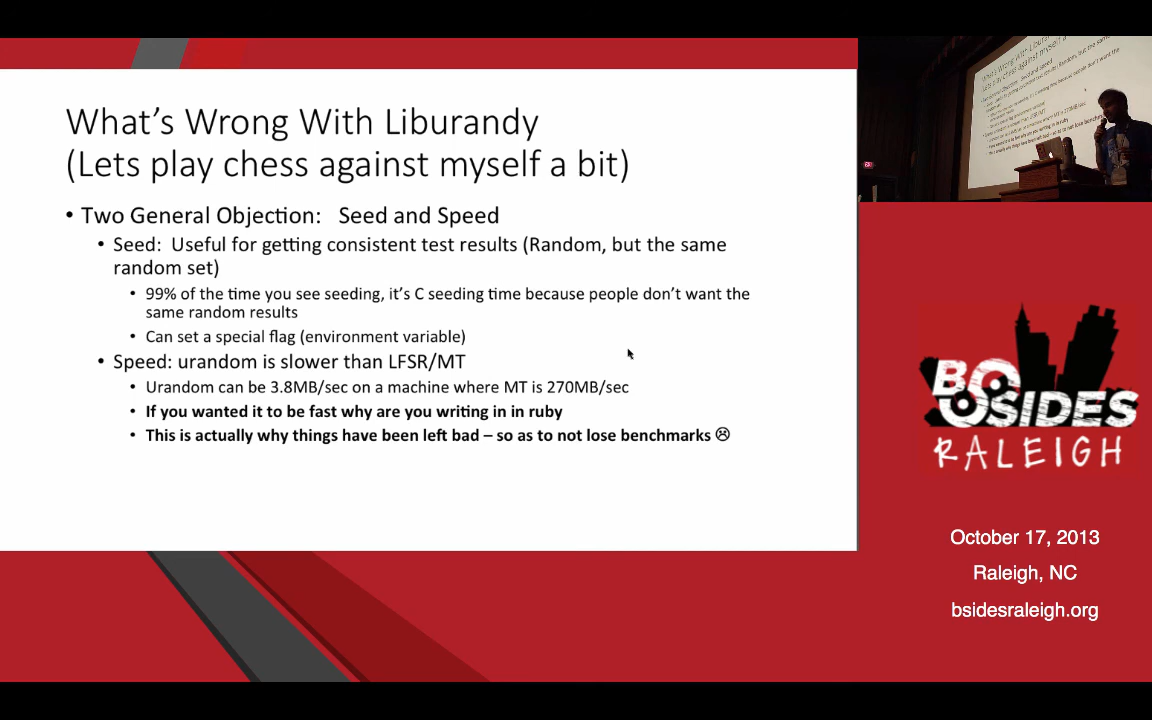 What's Wrong With Liburandy
(Lets play chess against myself a bit)
• Two General Objection: Seed and Speed
• Seed: Useful for getting consistent test results (Random, but the same
random set)
• 99% of the time you see seeding, it's C seeding time because people don't want the
same random results
• Can set a special flag (environment variable)
• Speed: urandom is slower than LFSR/MT
• Urandom can be 3.8MB/sec on a machine where MT is 270MB/sec
• If you wanted it to be fast why are you writing in in ruby
• This is actually why things have been left bad – so as to not lose benchmarks ☹
BSIDES
RALEIGH
October 17, 2013
Raleigh, NC
bsidesraleigh.org